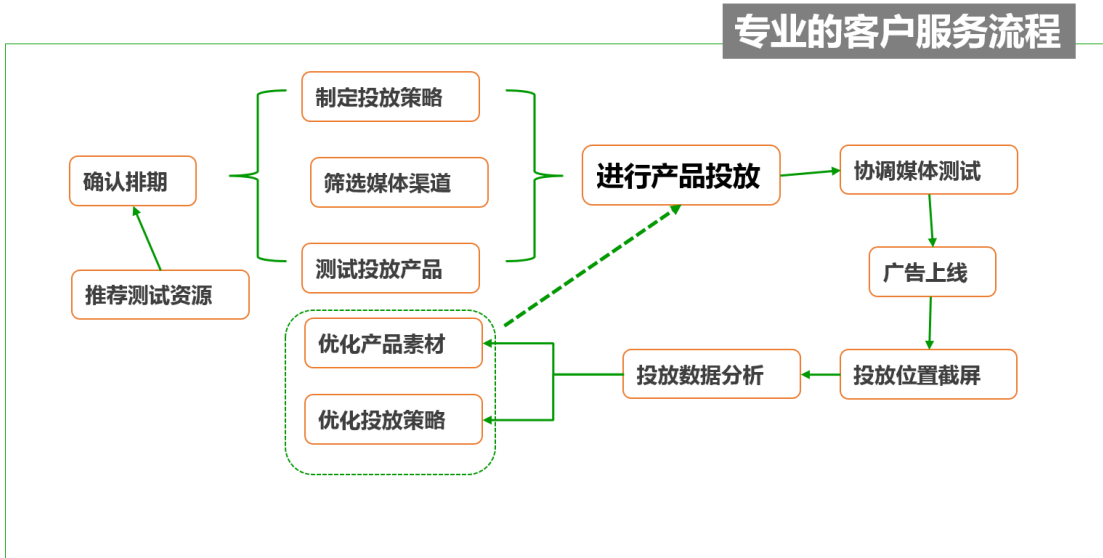 专业的客户服务流程
制定投放策略
确认排期
筛选媒体渠道
进行产品投放
协调媒体测试
测试投放产品
广告上线
推荐测试资源
优化产品素材
投放数据分析
投放位置截屏
优化投放策略